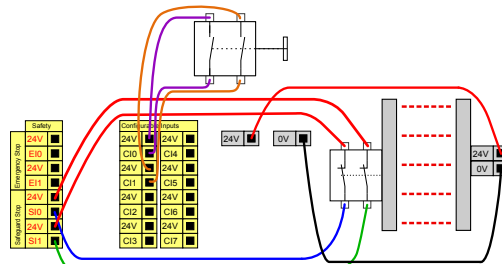 Safety
Emergency Stop
24V
EI0
24V
EI1
Safeguard Stop
24V
SI0
24V
SI1
Configurable Inputs
24V 24V
CI0 CI4
24V 24V
CI1 CI5
24V 24V
CI2 CI6
24V 24V
CI3 CI7
24V
0V
24V
0V